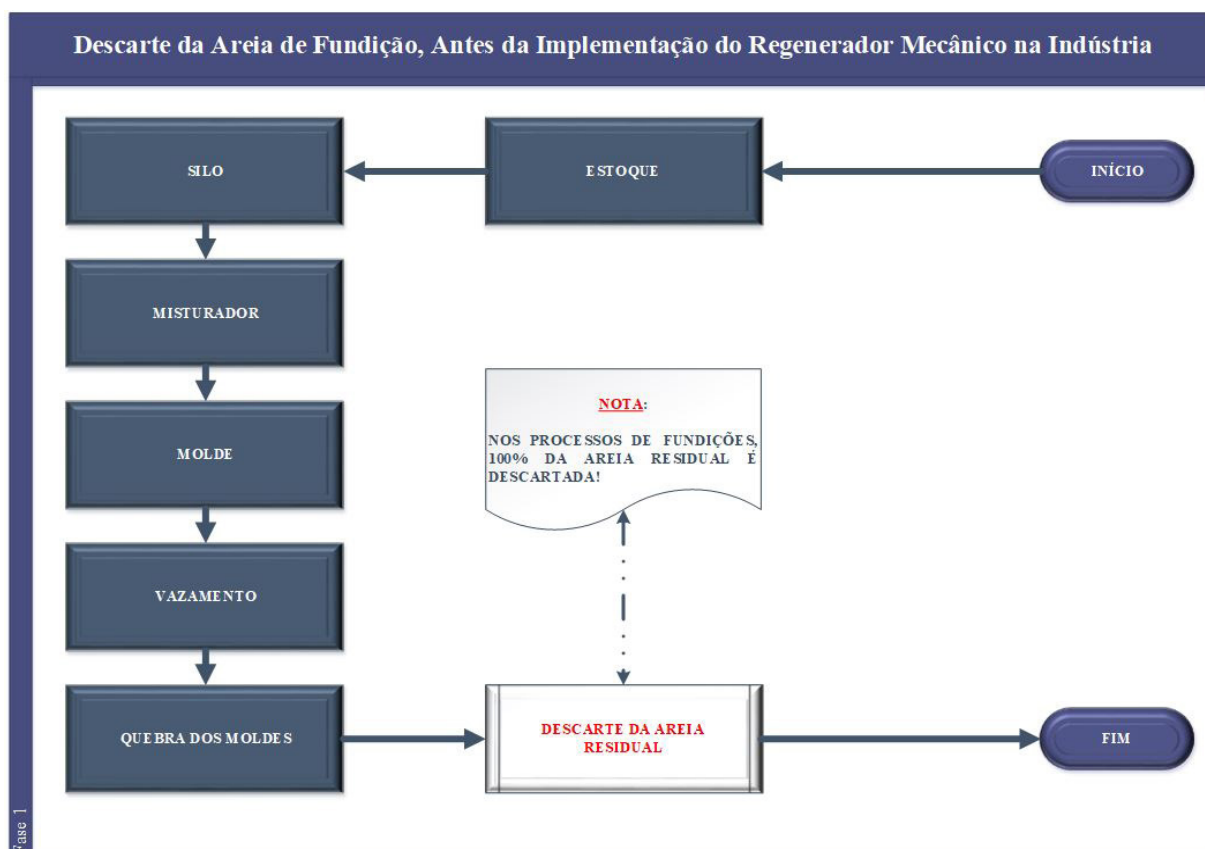 Descarte da Areia de Fundição, Antes da Implementação do Regenerador Mecânico na Indústria
SILO
ESTOQUE
INÍCIO
MISTURADOR
NOTA:
NOS PROCESSOS DE FUNDIÇÕES,
100% DA AREIA RESIDUAL É
DESCARTADA!
MOLDE
VAZAMENTO
QUEBRA DOS MOLDES
DESCARTE DA AREIA
RESIDUAL
FIM
Fase 1